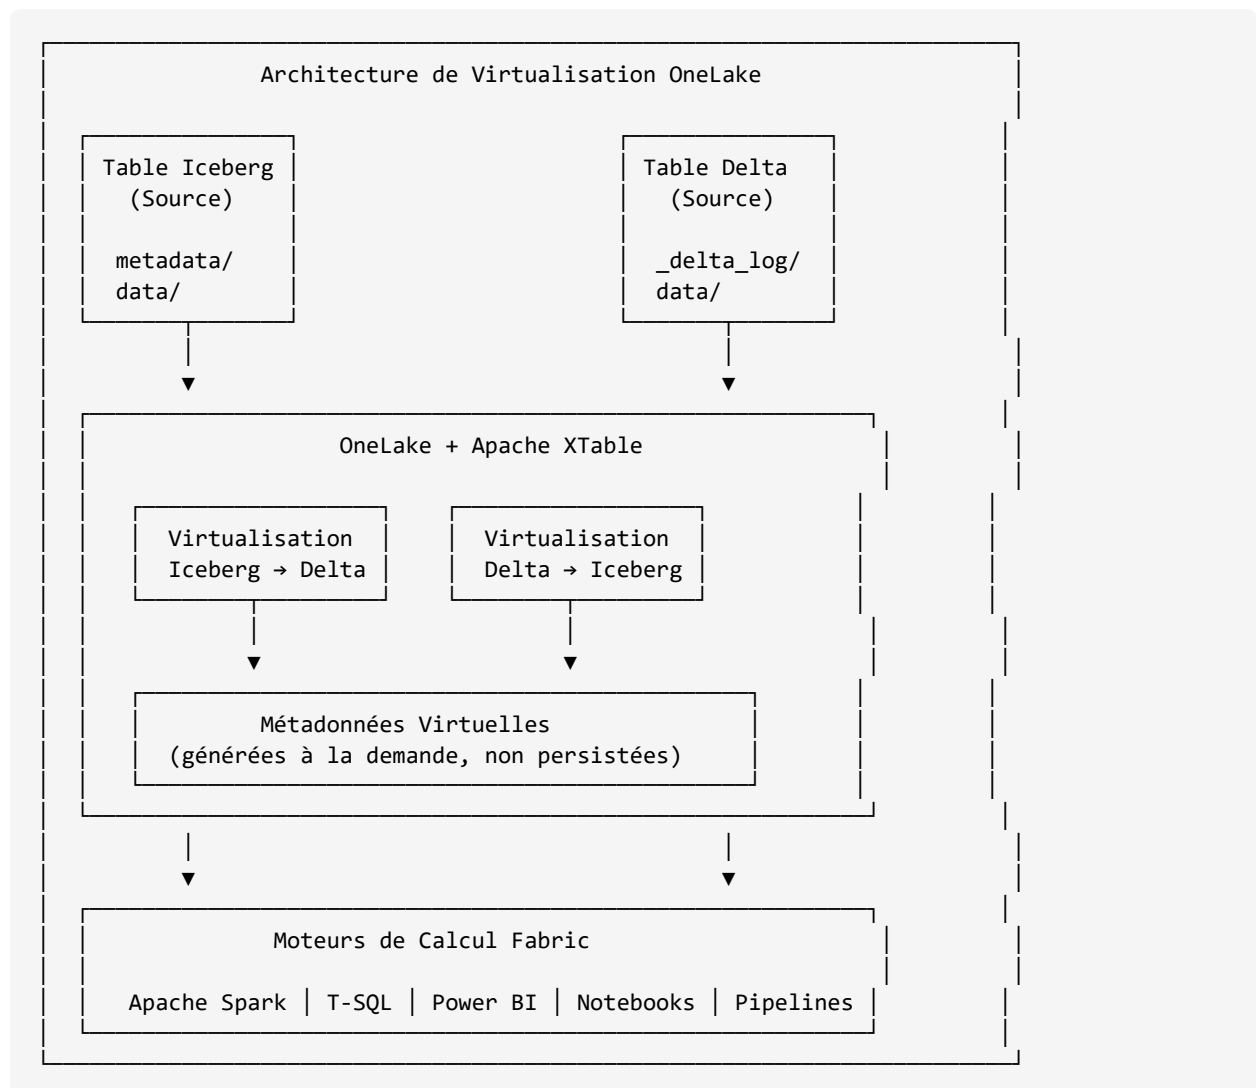 Architecture de Virtualisation OneLake
Table Iceberg Table Delta
(Source) (Source)
metadata/ _delta_log/
data/ data/
OneLake + Apache XTable
Virtualisation Virtualisation
Iceberg → Delta Delta → Iceberg
Métadonnées Virtuelles
(générées à la demande, non persistées)
Moteurs de Calcul Fabric
Apache Spark │ T-SQL │ Power BI │ Notebooks │ Pipelines